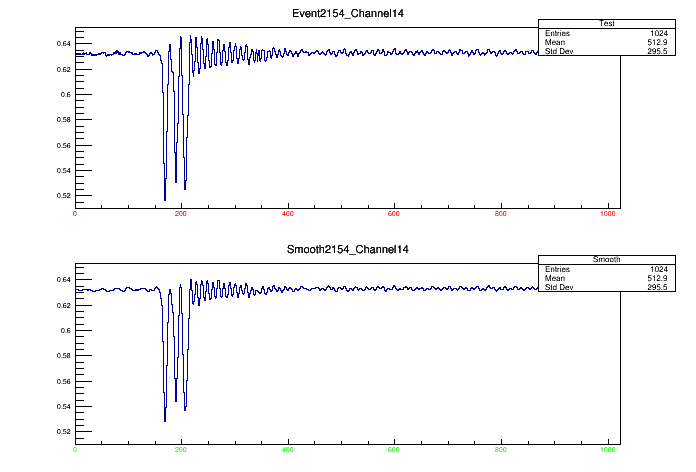 Event2154_Channel14
Test
Entries 1024
Mean 512.9
Std Dev 295.5
0.64
0.62
0.6
0.58
0.56
0.54
0.52
0 200 400 600 800 1000
Smooth2154_Channel14
Smooth
Entries 1024
Mean 512.9
Std Dev 295.5
0.64
0.62
0.6
0.58
0.56
0.54
0.52
0 200 400 600 800 1000